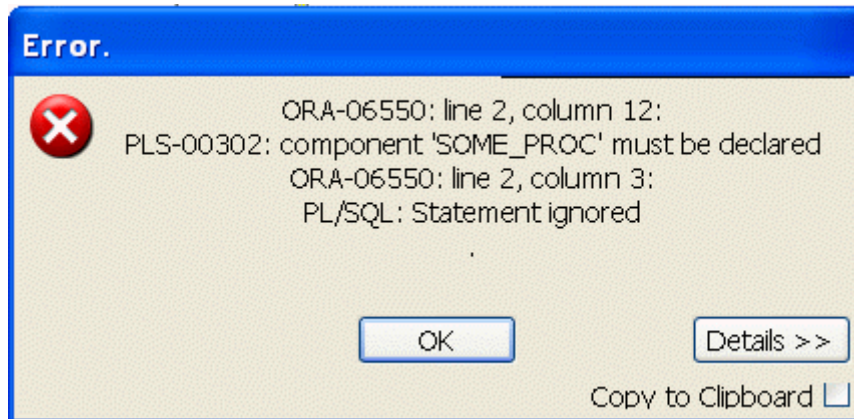 Error.
ORA-06550: line 2, column 12:
PLS-00302: component 'SOME_PROC' must be declared
ORA-06550: line 2, column 3:
PL/SQL: Statement ignored
.
OK
Details >>
Copy to Clipboard